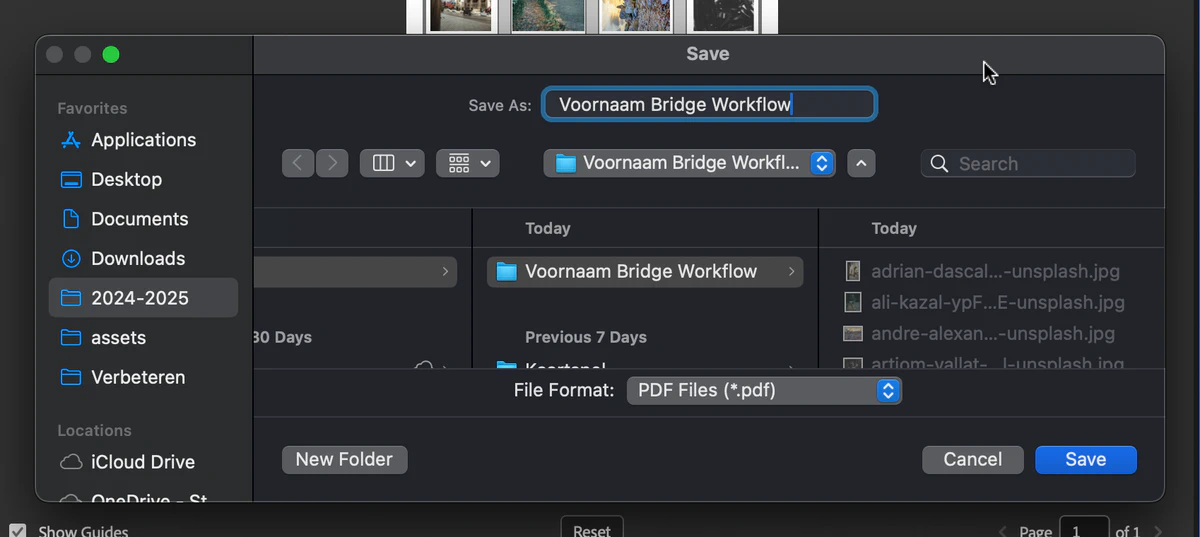 Save
Save As: Voornaam Bridge Workflow
Voornaam Bridge Workfl...
Search
Favorites
Applications
Desktop
Documents
Downloads
2024-2025
assets
Verbeteren
Locations
iCloud Drive
OneDrive - St
30 Days
Today
Voornaam Bridge Workflow
Previous 7 Days
Today
adrian-dascal...-unsplash.jpg
ali-kazal-ypF...E-unsplash.jpg
andre-alexan...-unsplash.jpg
artiom-vallat-...I-unsplash.jpg
File Format: PDF Files (*.pdf)
New Folder
Cancel
Save
Show Guides
Reset
Page 1 of 1